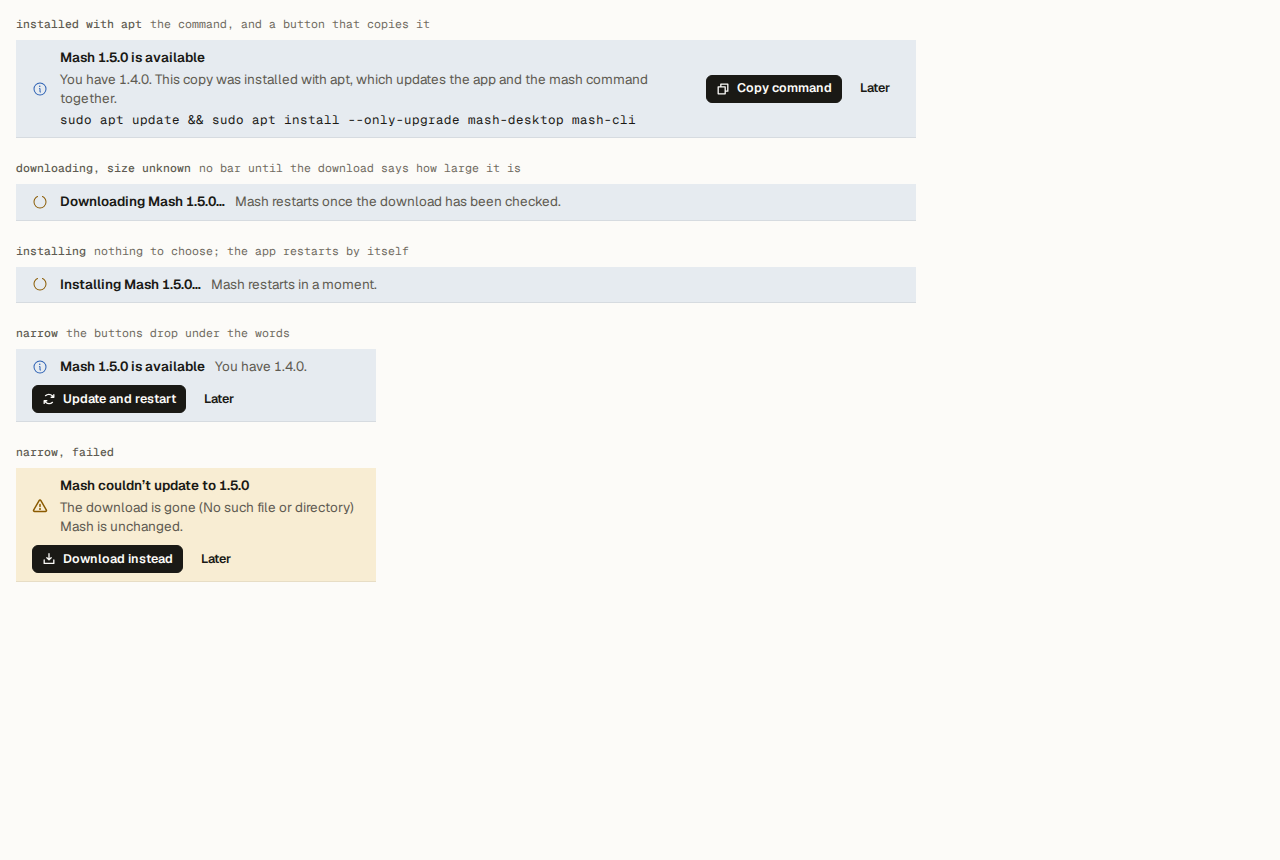 installed with apt the command, and a button that copies it
Mash 1.5.0 is available
You have 1.4.0. This copy was installed with apt, which updates the app and the mash command
together.
sudo apt update && sudo apt install --only-upgrade mash-desktop mash-cli
Copy command
Later
downloading, size unknown no bar until the download says how large it is
Downloading Mash 1.5.0… Mash restarts once the download has been checked.
installing nothing to choose; the app restarts by itself
Installing Mash 1.5.0… Mash restarts in a moment.
narrow the buttons drop under the words
Mash 1.5.0 is available You have 1.4.0.
Update and restart Later
narrow, failed
Mash couldn’t update to 1.5.0
The download is gone (No such file or directory)
Mash is unchanged.
Download instead Later